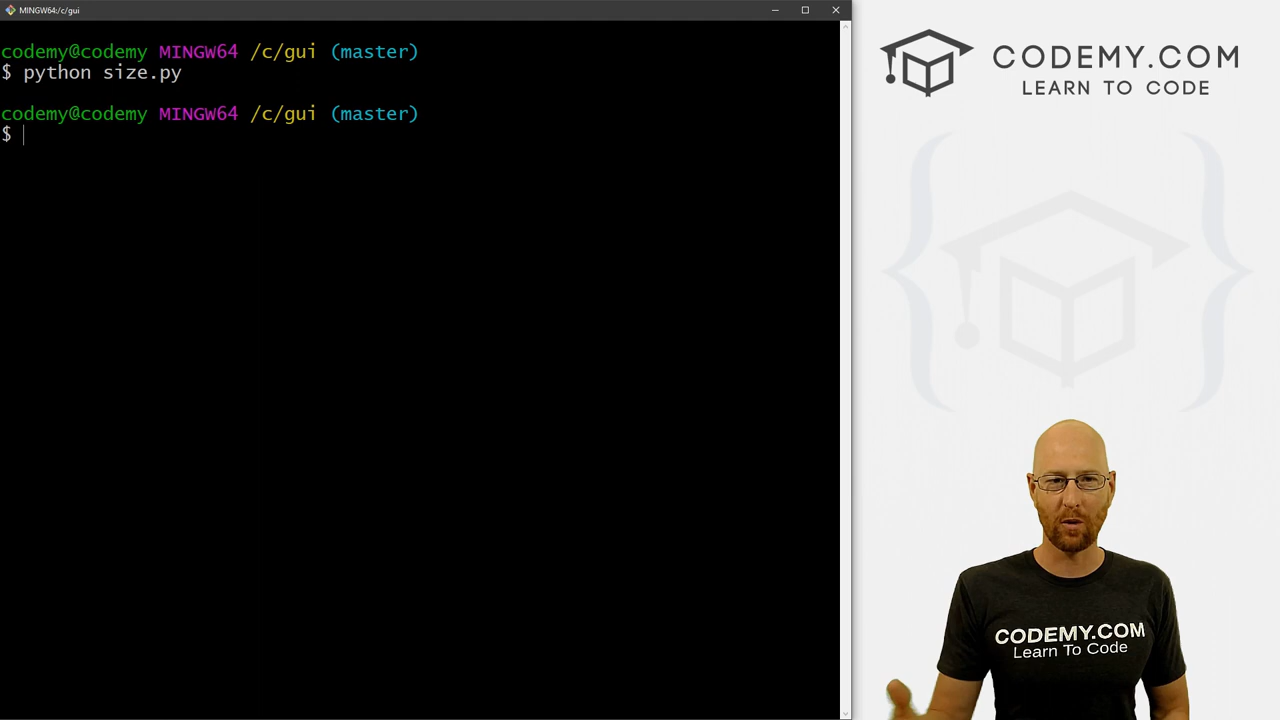 MINGW64:/c/gui
codemy@codemy MINGW64 /c/gui (master)
$ python size.py
codemy@codemy MINGW64 /c/gui (master)
$
CODEMY.COM
LEARN TO CODE
CODEMY.COM
Learn To Code